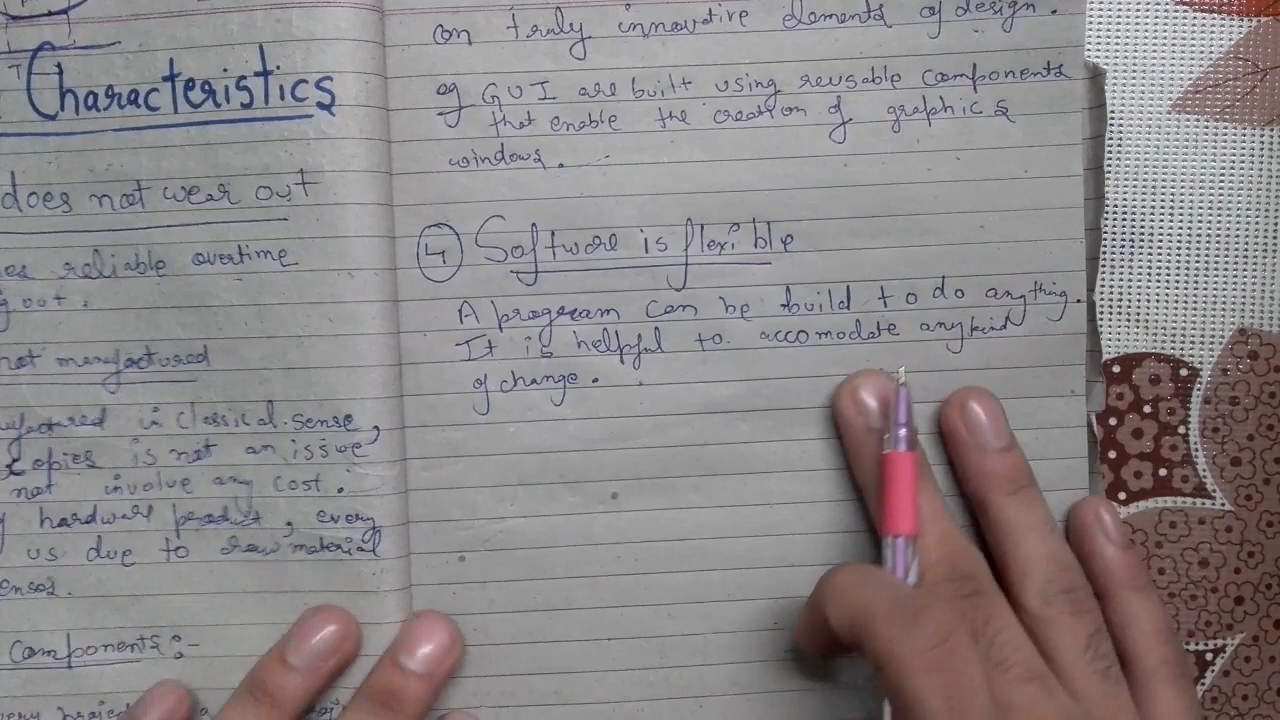 Characteristics
does not wear out
reliable overtime
out.
not manufactured
in classical sense,
copies is not an issue
not involve any cost.
hardware product, every
us due to raw material
Components :-
on truly innovative elements of design.
eg GUI are built using reusable components
that enable the creation of graphics
windows.
4 Software is flexible
A program can be build to do anything.
It is helpful to accomodate anykind
of change.